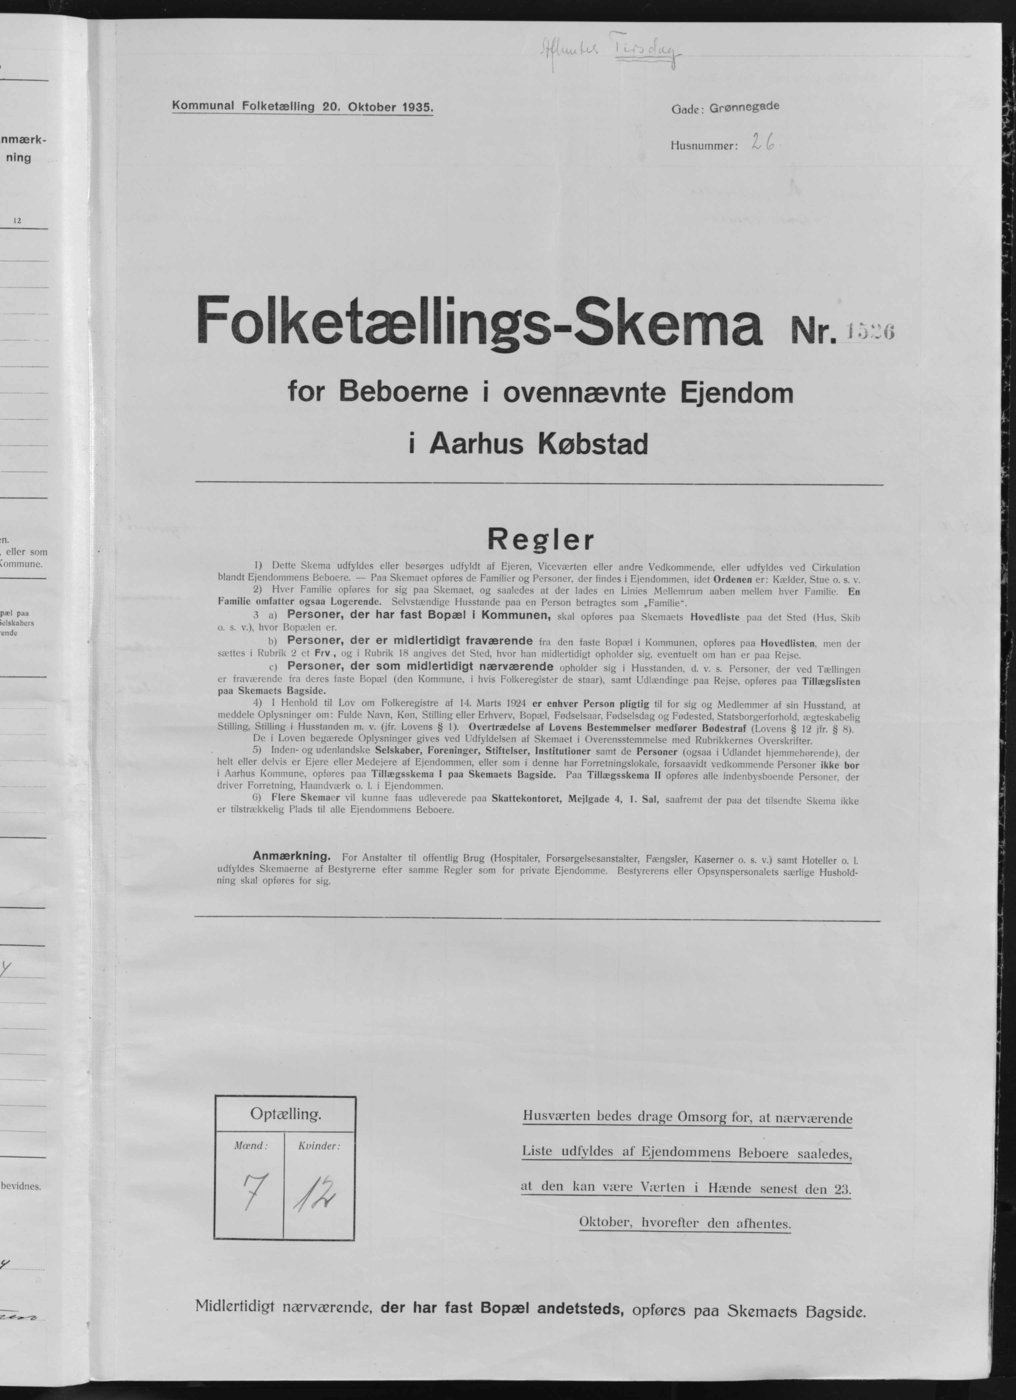 Afhentet Tirsdag
Kommunal Folketælling 20. Oktober 1935.
Gade: Grønnegade
Husnummer: 26
nmærk-
ning
12
Folketællings-Skema Nr. 1526
for Beboerne i ovennævnte Ejendom
i Aarhus Købstad
Regler
1) Dette Skema udfyldes eller besørges udfyldt af Ejeren, Viceværten eller andre Vedkommende, eller udfyldes ved Cirkulation
blandt Ejendommens Beboere. — Paa Skemaet opføres de Familier og Personer, der findes i Ejendommen, idet Ordenen er: Kælder, Stue o. s. v.
2) Hver Familie opføres for sig paa Skemaet, og saaledes at der lades en Linies Mellemrum aaben mellem hver Familie. En
Familie omfatter ogsaa Logerende. Selvstændige Husstande paa en Person betragtes som „Familie“.
3 a) Personer, der har fast Bopæl i Kommunen, skal opføres paa Skemaets Hovedliste paa det Sted (Hus, Skib
o. s. v.), hvor Bopælen er.
b) Personer, der er midlertidigt fraværende fra den faste Bopæl i Kommunen, opføres paa Hovedlisten, men der
sættes i Rubrik 2 et Frv., og i Rubrik 18 angives det Sted, hvor han midlertidigt opholder sig, eventuelt om han er paa Rejse.
c) Personer, der som midlertidigt nærværende opholder sig i Husstanden, d. v. s. Personer, der ved Tællingen
er fraværende fra deres faste Bopæl (den Kommune, i hvis Folkeregister de staar), samt Udlændinge paa Rejse, opføres paa Tillægslisten
paa Skemaets Bagside.
4) I Henhold til Lov om Folkeregistre af 14. Marts 1924 er enhver Person pligtig til for sig og Medlemmer af sin Husstand, at
meddele Oplysninger om: Fulde Navn, Køn, Stilling eller Erhverv, Bopæl, Fødselsaar, Fødselsdag og Fødested, Statsborgerforhold, ægteskabelig
Stilling, Stilling i Husstanden m. v. (jfr. Lovens § 1). Overtrædelse af Lovens Bestemmelser medfører Bødestraf (Lovens § 12 jfr. § 8).
De i Loven begærede Oplysninger gives ved Udfyldelsen af Skemaet i Overensstemmelse med Rubrikkernes Overskrifter.
5) Inden- og udenlandske Selskaber, Foreninger, Stiftelser, Institutioner samt de Personer (ogsaa i Udlandet hjemmehørende), der
helt eller delvis er Ejere eller Medejere af Ejendommen, eller som i denne har Forretningslokale, forsaavidt vedkommende Personer ikke bor
i Aarhus Kommune, opføres paa Tillægsskema I paa Skemaets Bagside. Paa Tillægsskema II opføres alle indenbysboende Personer, der
driver Forretning, Haandværk o. l. i Ejendommen.
6) Flere Skemaer vil kunne faas udleverede paa Skattekontoret, Mejlgade 4, 1. Sal, saafremt der paa det tilsendte Skema ikke
er tilstrækkelig Plads til alle Ejendommens Beboere.
Anmærkning. For Anstalter til offentlig Brug (Hospitaler, Forsørgelsesanstalter, Fængsler, Kaserner o. s. v.) samt Hoteller o. l.
udfyldes Skemaerne af Bestyrerne efter samme Regler som for private Ejendomme. Bestyrerens eller Opsynspersonalets særlige Hushold-
ning skal opføres for sig.
en.
, eller som
Kommune.
pæl paa
Selskabers
ende
bevidnes.
Optælling.
Mænd: Kvinder:
7 12
Husværten bedes drage Omsorg for, at nærværende
Liste udfyldes af Ejendommens Beboere saaledes,
at den kan være Værten i Hænde senest den 23.
Oktober, hvorefter den afhentes.
Midlertidigt nærværende, der har fast Bopæl andetsteds, opføres paa Skemaets Bagside.